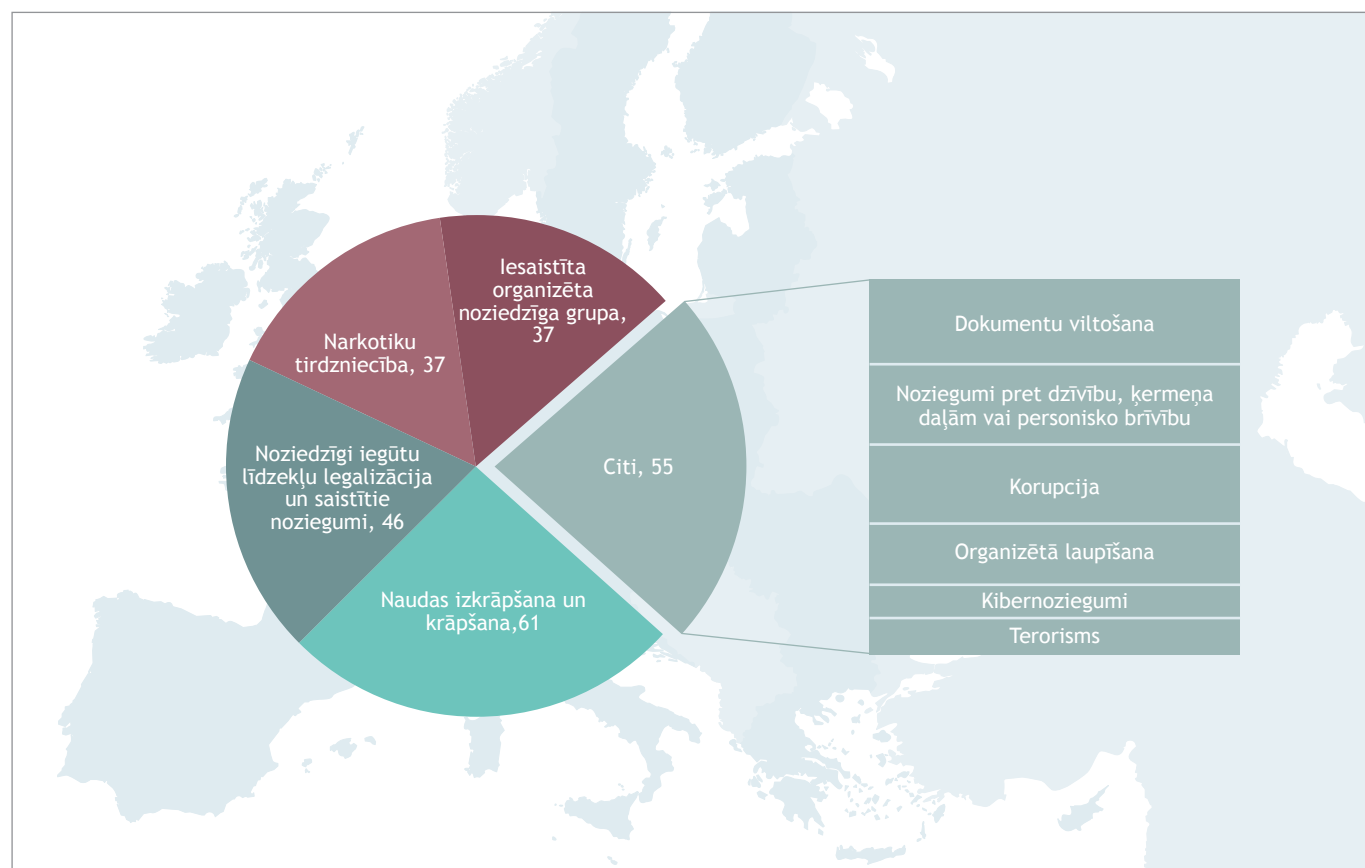 Iesaistīta
organizēta
noziedzīga grupa,
37
Narkotiku
tirdzniecība, 37
Noziedzīgi iegūtu
līdzekļu legalizācija
un saistītie
noziegumi, 46
Naudas izkrāpšana un
krāpšana,61
Citi, 55
Dokumentu viltošana
Noziegumi pret dzīvību, ķermeņa
daļām vai personisko brīvību
Korupcija
Organizētā laupīšana
Kibernoziegumi
Terorisms